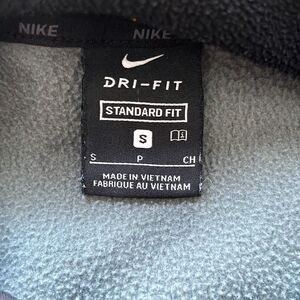 NIKE NIKE
DRI-FIT
STANDARD FIT
S
S P CH
MADE IN VIETNAM
FABRIQUE AU VIETNAM